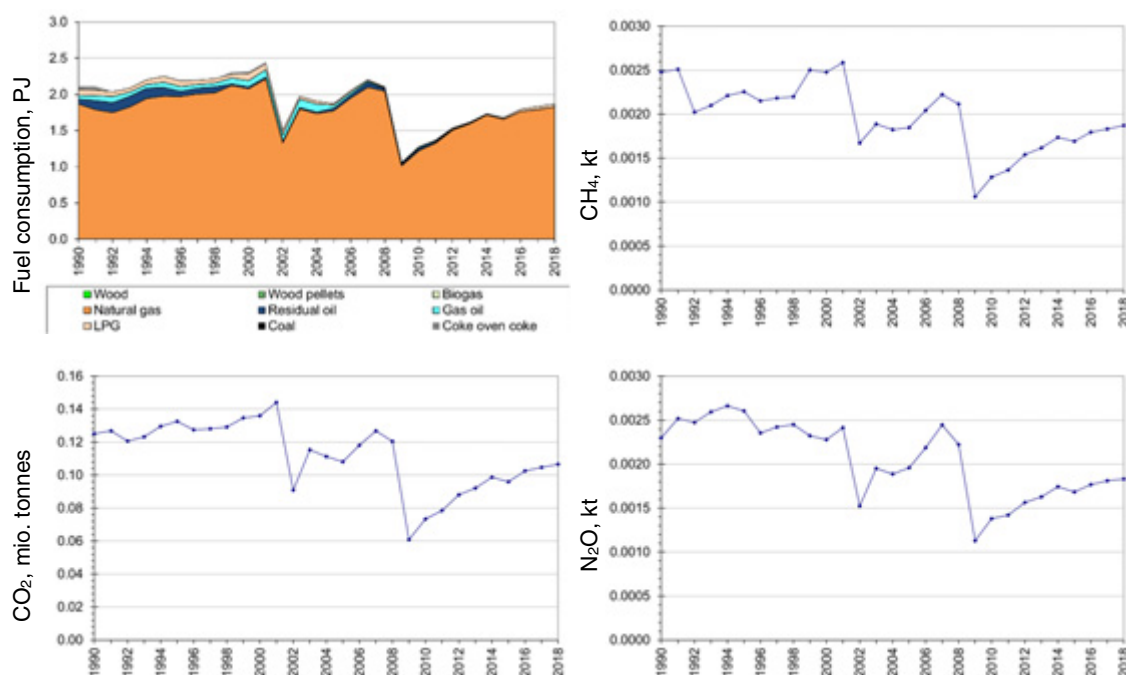 Fuel consumption, PJ
3.0
2.5
2.0
1.5
1.0
0.5
0.0
1990 1992 1994 1996 1998 2000 2002 2004 2006 2008 2010 2012 2014 2016 2018
Wood Wood pellets Biogas
Natural gas Residual oil Gas oil
LPG Coal Coke oven coke
CH₄, kt
0.0030
0.0025
0.0020
0.0015
0.0010
0.0005
0.0000
1990 1992 1994 1996 1998 2000 2002 2004 2006 2008 2010 2012 2014 2016 2018
CO₂, mio. tonnes
0.16
0.14
0.12
0.10
0.08
0.06
0.04
0.02
0.00
1990 1992 1994 1996 1998 2000 2002 2004 2006 2008 2010 2012 2014 2016 2018
N₂O, kt
0.0030
0.0025
0.0020
0.0015
0.0010
0.0005
0.0000
1990 1992 1994 1996 1998 2000 2002 2004 2006 2008 2010 2012 2014 2016 2018